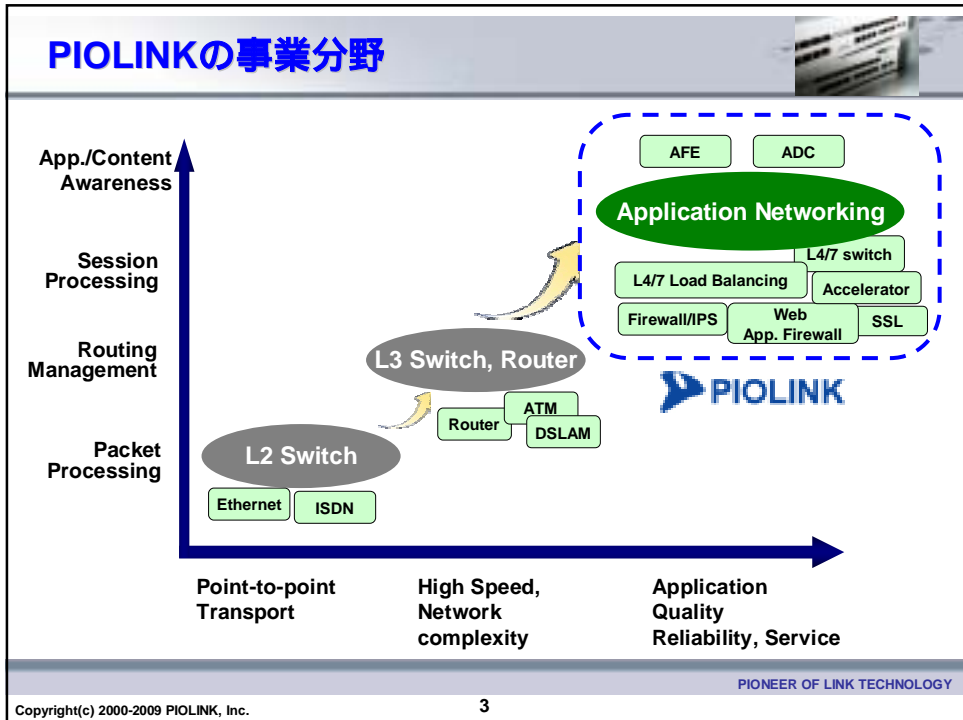 PIOLINKの事業分野
App./Content
Awareness
Session
Processing
Routing
Management
Packet
Processing
AFE
ADC
Application Networking
L4/7 switch
L4/7 Load Balancing
Accelerator
Firewall/IPS
Web
App. Firewall
SSL
PIOLINK
L3 Switch, Router
Router
ATM
DSLAM
L2 Switch
Ethernet
ISDN
Point-to-point
Transport
High Speed,
Network
complexity
Application
Quality
Reliability, Service
PIONEER OF LINK TECHNOLOGY
Copyright(c) 2000-2009 PIOLINK, Inc.
3